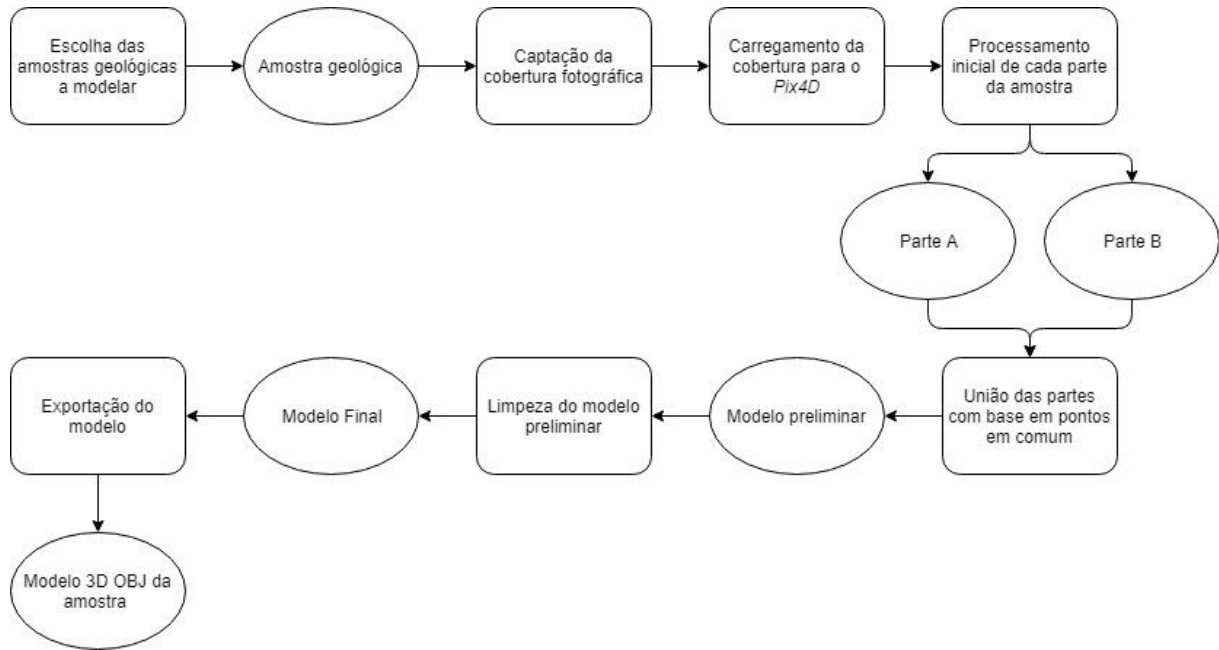 Escolha das
amostras geológicas
a modelar
Amostra geológica
Captação da
cobertura fotográfica
Carregamento da
cobertura para o
Pix4D
Processamento
inicial de cada parte
da amostra
Parte A
Parte B
União das partes
com base em pontos
em comum
Modelo preliminar
Limpeza do modelo
preliminar
Modelo Final
Exportação do
modelo
Modelo 3D OBJ da
amostra